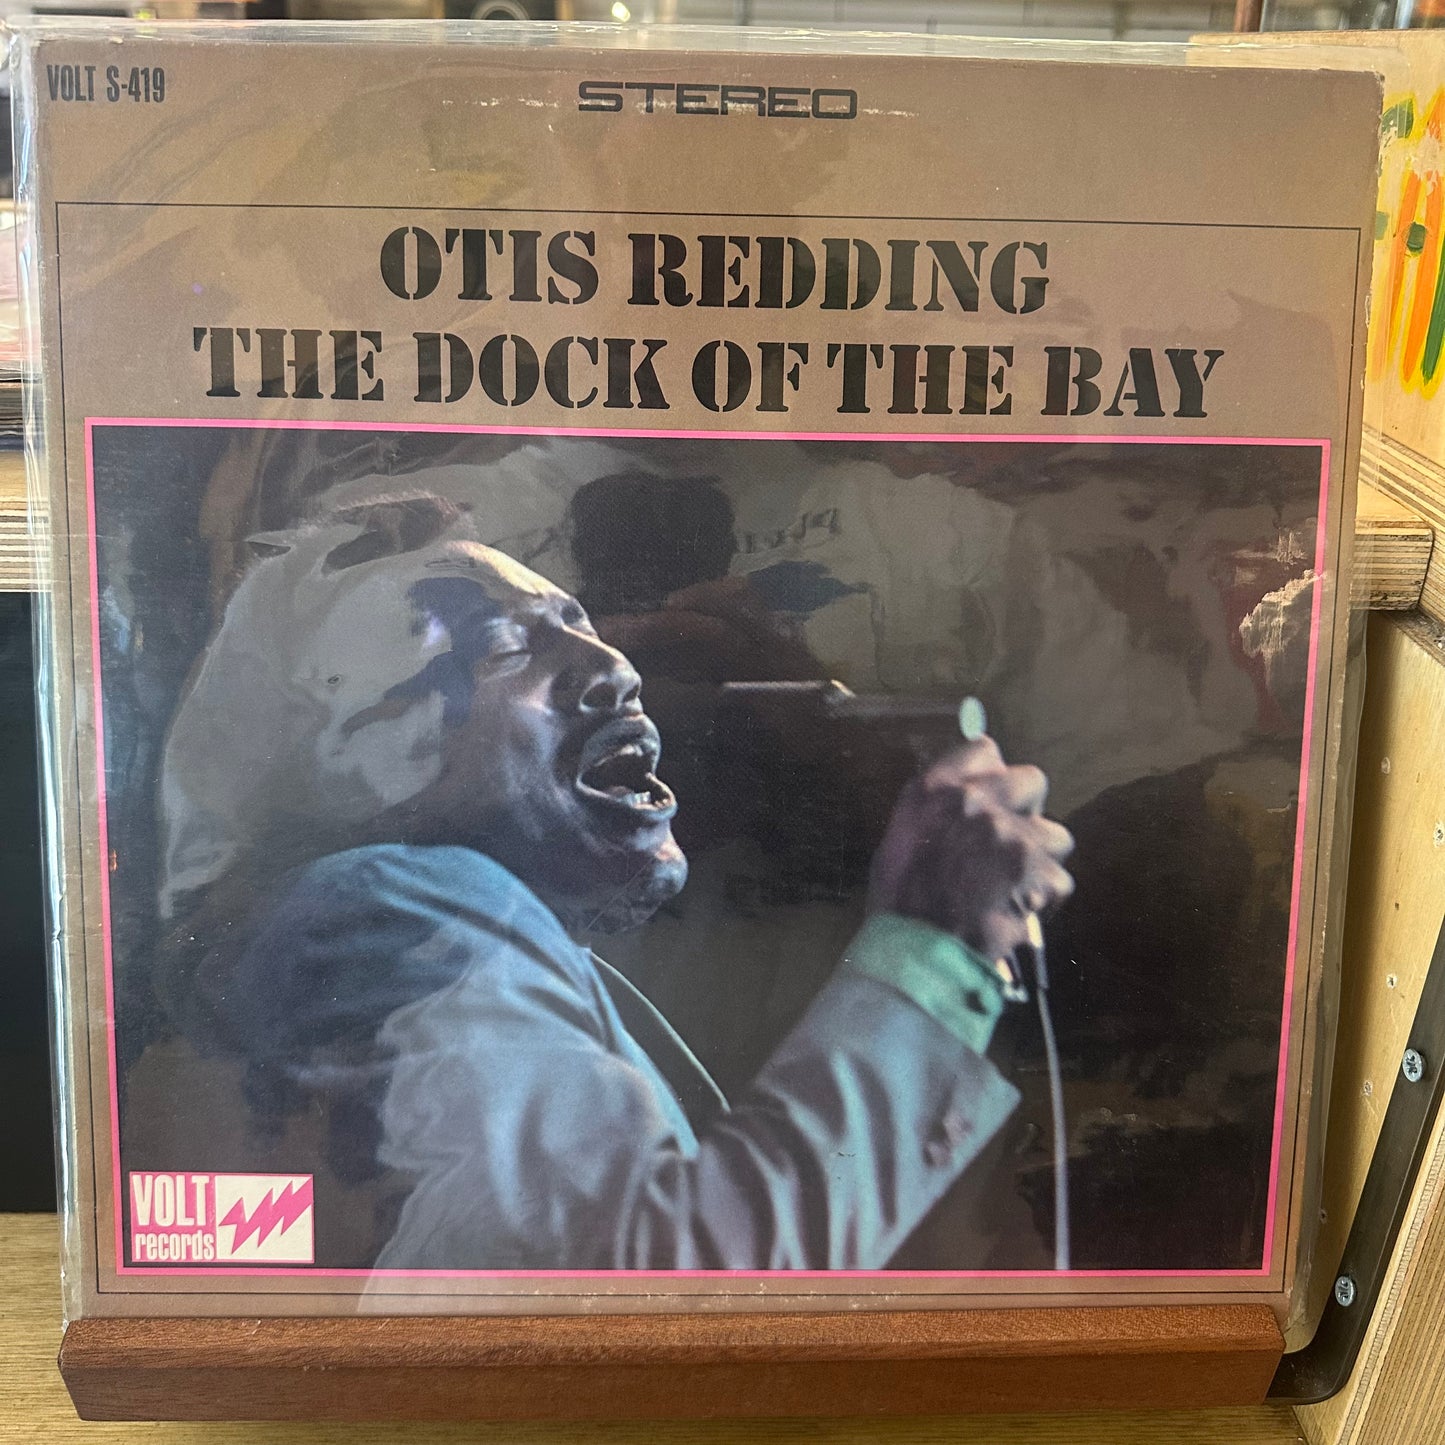 VOLT S-419
STEREO
OTIS REDDING
THE DOCK OF THE BAY
VOLT
records